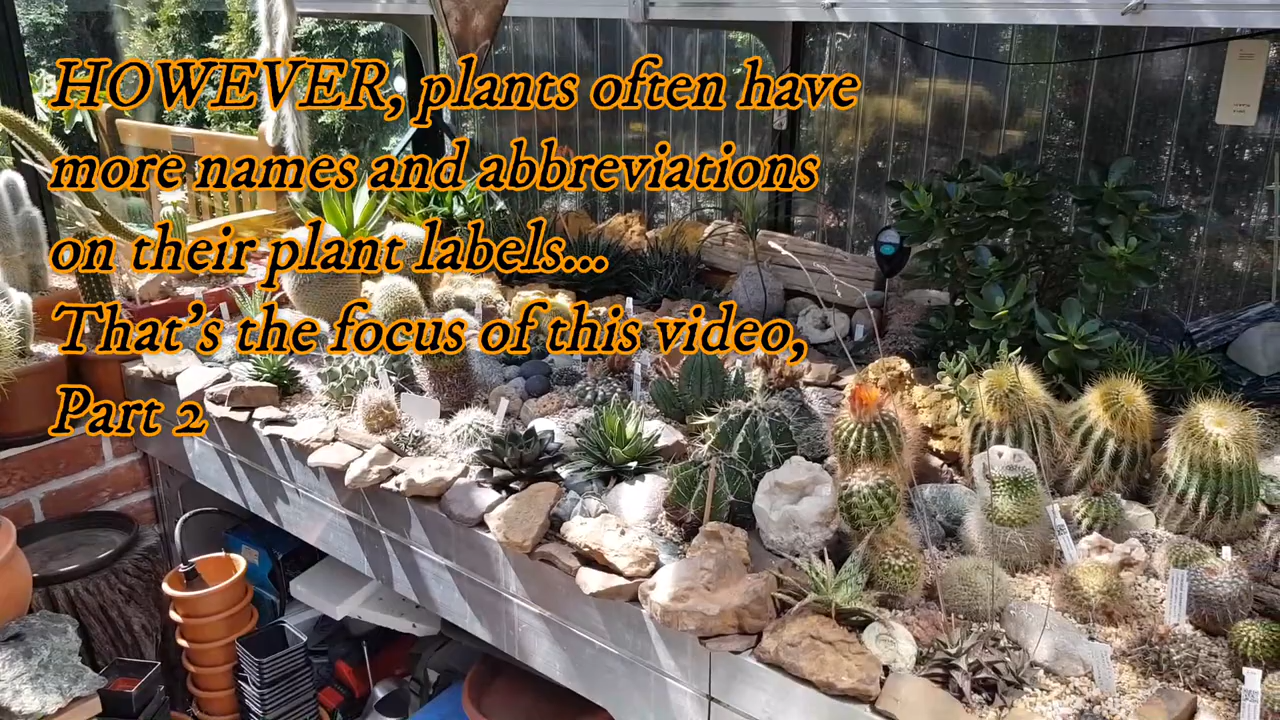 HOWEVER, plants often have
more names and abbreviations
on their plant labels...
That's the focus of this video,
Part 2